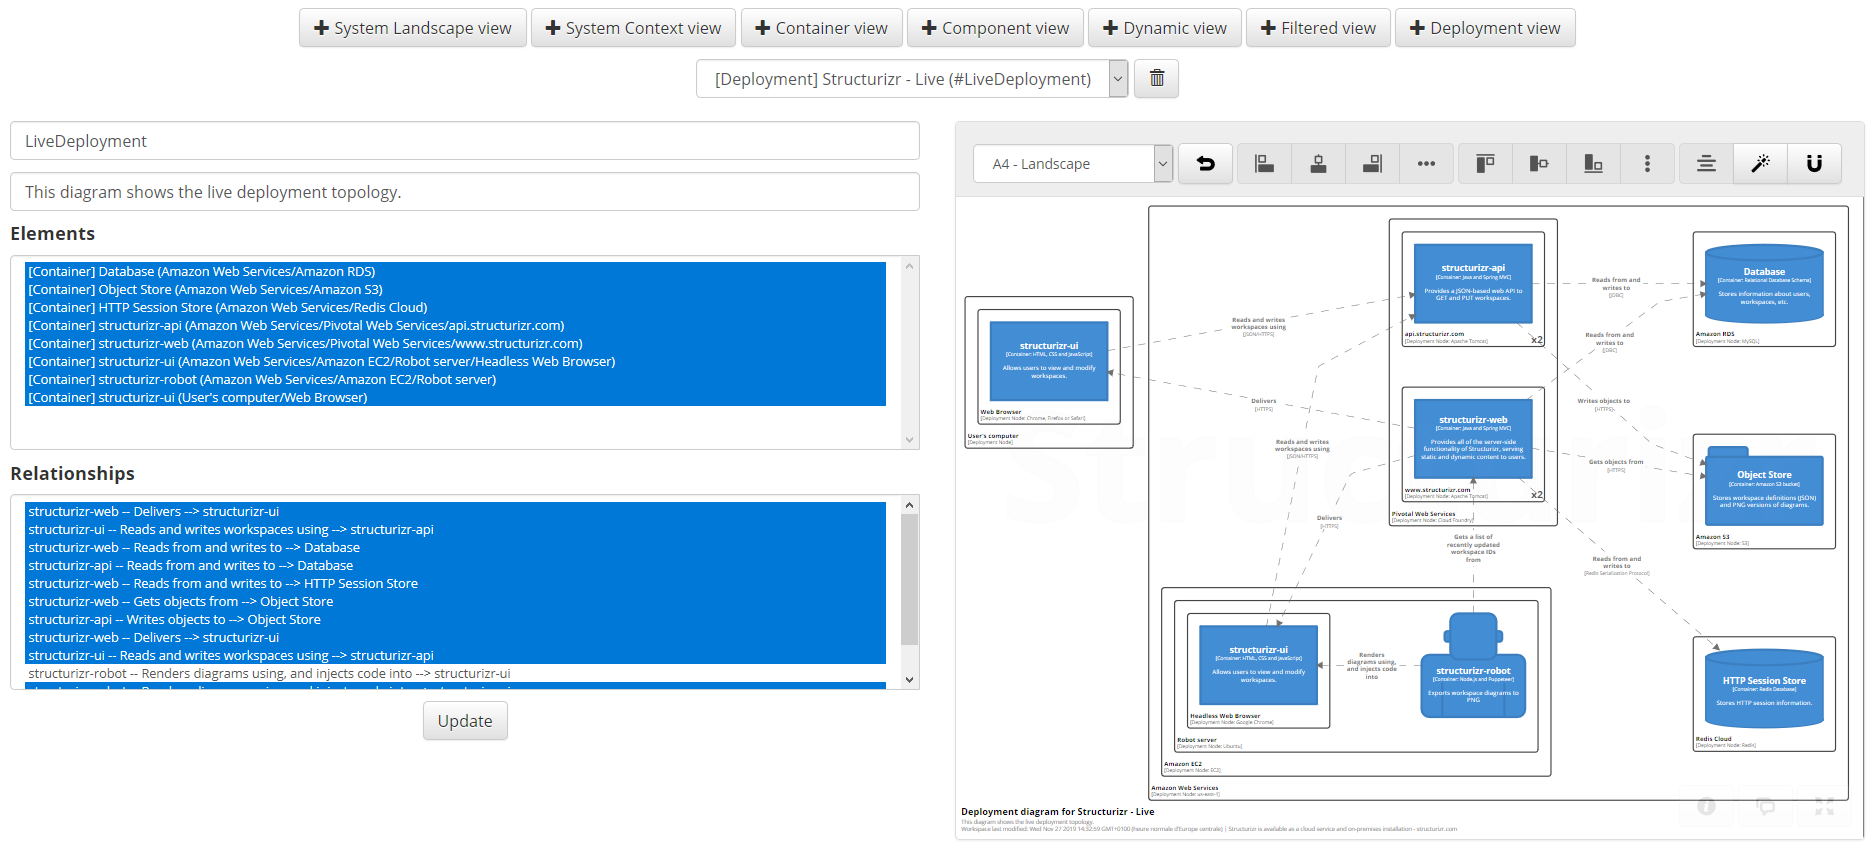 System Landscape view
System Context view
Container view
Component view
Dynamic view
Filtered view
Deployment view
[Deployment] Structurizr - Live (#LiveDeployment)
LiveDeployment
This diagram shows the live deployment topology.
Elements
[Container] Database (Amazon Web Services/Amazon RDS)
[Container] Object Store (Amazon Web Services/Amazon S3)
[Container] HTTP Session Store (Amazon Web Services/Redis Cloud)
[Container] structurizr-api (Amazon Web Services/Pivotal Web Services/api.structurizr.com)
[Container] structurizr-web (Amazon Web Services/Pivotal Web Services/www.structurizr.com)
[Container] structurizr-ui (Amazon Web Services/Amazon EC2/Robot server/Headless Web Browser)
[Container] structurizr-robot (Amazon Web Services/Amazon EC2/Robot server)
[Container] structurizr-ui (User's computer/Web Browser)
Relationships
structurizr-web -- Delivers --> structurizr-ui
structurizr-ui -- Reads and writes workspaces using --> structurizr-api
structurizr-web -- Reads from and writes to --> Database
structurizr-api -- Reads from and writes to --> Database
structurizr-web -- Reads from and writes to --> HTTP Session Store
structurizr-web -- Gets objects from --> Object Store
structurizr-api -- Writes objects to --> Object Store
structurizr-web -- Delivers --> structurizr-ui
structurizr-ui -- Reads and writes workspaces using --> structurizr-api
structurizr-robot -- Renders diagrams using, and injects code into --> structurizr-ui
Update
A4 - Landscape
structurizr-ui
[Container: HTML, CSS and JavaScript]
Allows users to view and modify
workspaces.
Web Browser
[Deployment Node: Chrome, Firefox or Safari]
User's computer
[Deployment Node]
Reads and writes
workspaces using
[JSON/HTTPS]
Delivers
[HTTPS]
Reads and writes
workspaces using
[JSON/HTTPS]
Delivers
[HTTPS]
structurizr-api
[Container: Java and Spring MVC]
Provides a JSON-based web API to
GET and PUT workspaces.
api.structurizr.com
[Deployment Node: Apache Tomcat]
x2
structurizr-web
[Container: Java and Spring MVC]
Provides all of the server-side
functionality of Structurizr, serving
static and dynamic content to users.
www.structurizr.com
[Deployment Node: Apache Tomcat]
x2
Pivotal Web Services
[Deployment Node: Cloud Foundry]
Gets a list of
recently updated
workspace IDs
from
Reads from and
writes to
[JDBC]
Reads from and
writes to
[JDBC]
Writes objects to
[HTTPS]
Gets objects from
[HTTPS]
Reads from and
writes to
[Redis Serialization Protocol]
Database
[Container: Relational Database Schema]
Stores information about users,
workspaces, etc.
Amazon RDS
[Deployment Node: MySQL]
Object Store
[Container: Amazon S3 bucket]
Stores workspace definitions (JSON)
and PNG versions of diagrams.
Amazon S3
[Deployment Node: S3]
HTTP Session Store
[Container: Redis Database]
Stores HTTP session information.
Redis Cloud
[Deployment Node: Redis]
structurizr-ui
[Container: HTML, CSS and JavaScript]
Allows users to view and modify
workspaces.
Headless Web Browser
[Deployment Node: Google Chrome]
Renders
diagrams using,
and injects code
into
structurizr-robot
[Container: Node.js and Puppeteer]
Exports workspace diagrams to
PNG
Robot server
[Deployment Node: Ubuntu]
Amazon EC2
[Deployment Node: EC2]
Amazon Web Services
[Deployment Node: us-east-1]
Deployment diagram for Structurizr - Live
This diagram shows the live deployment topology.
Workspace last modified: Wed Nov 27 2019 14:32:59 GMT+0100 (heure normale d'Europe centrale) | Structurizr is available as a cloud service and on-premises installation - structurizr.com